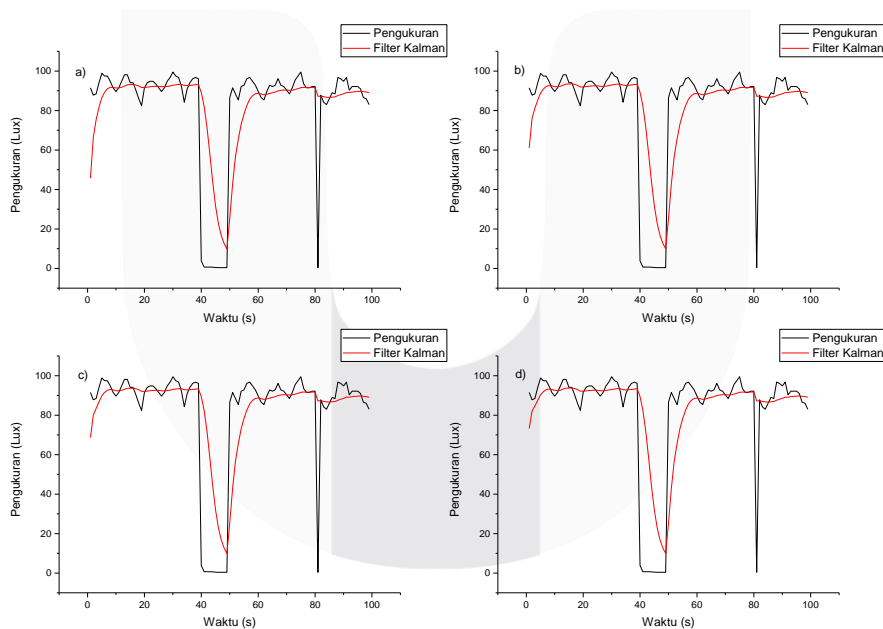 Pengukuran
Filter Kalman
a)
100
80
60
40
20
0
Pengukuran (Lux)
0 20 40 60 80 100
Waktu (s)
Pengukuran
Filter Kalman
b)
100
80
60
40
20
0
Pengukuran (Lux)
0 20 40 60 80 100
Waktu (s)
Pengukuran
Filter Kalman
c)
100
80
60
40
20
0
Pengukuran (Lux)
0 20 40 60 80 100
Waktu (s)
Pengukuran
Filter Kalman
d)
100
80
60
40
20
0
Pengukuran (Lux)
0 20 40 60 80 100
Waktu (s)